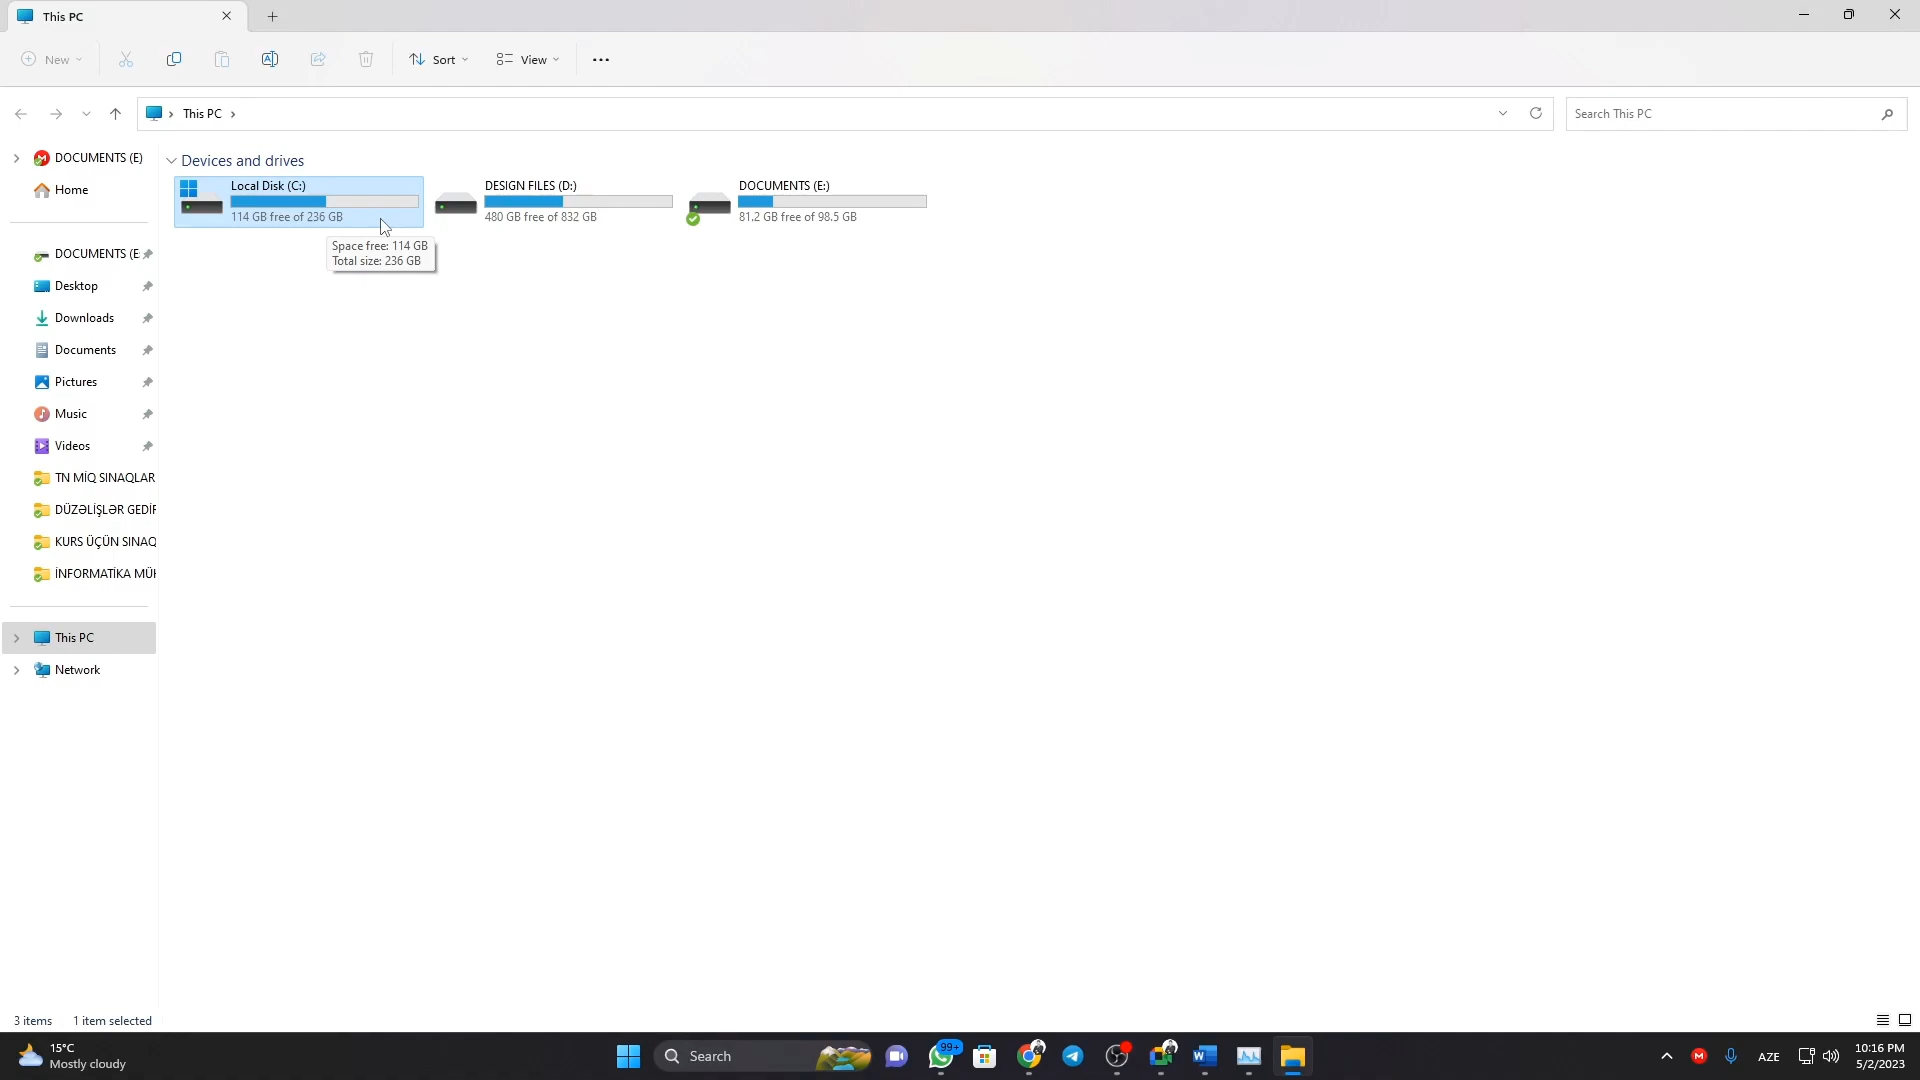 This PC
New
Sort
View
This PC
Search This PC
DOCUMENTS (E)
Home
DOCUMENTS (E:
Desktop
Downloads
Documents
Pictures
Music
Videos
TN MİQ SINAQLAR
DÜZƏLİŞLƏR GEDİF
KURS ÜÇÜN SINAQ
İNFORMATİKA MÜH
This PC
Network
Devices and drives
Local Disk (C:)
114 GB free of 236 GB
DESIGN FILES (D:)
480 GB free of 832 GB
DOCUMENTS (E:)
81.2 GB free of 98.5 GB
Space free: 114 GB
Total size: 236 GB
3 items 1 item selected
15°C
Mostly cloudy
Search
99+
AZE
10:16 PM
5/2/2023